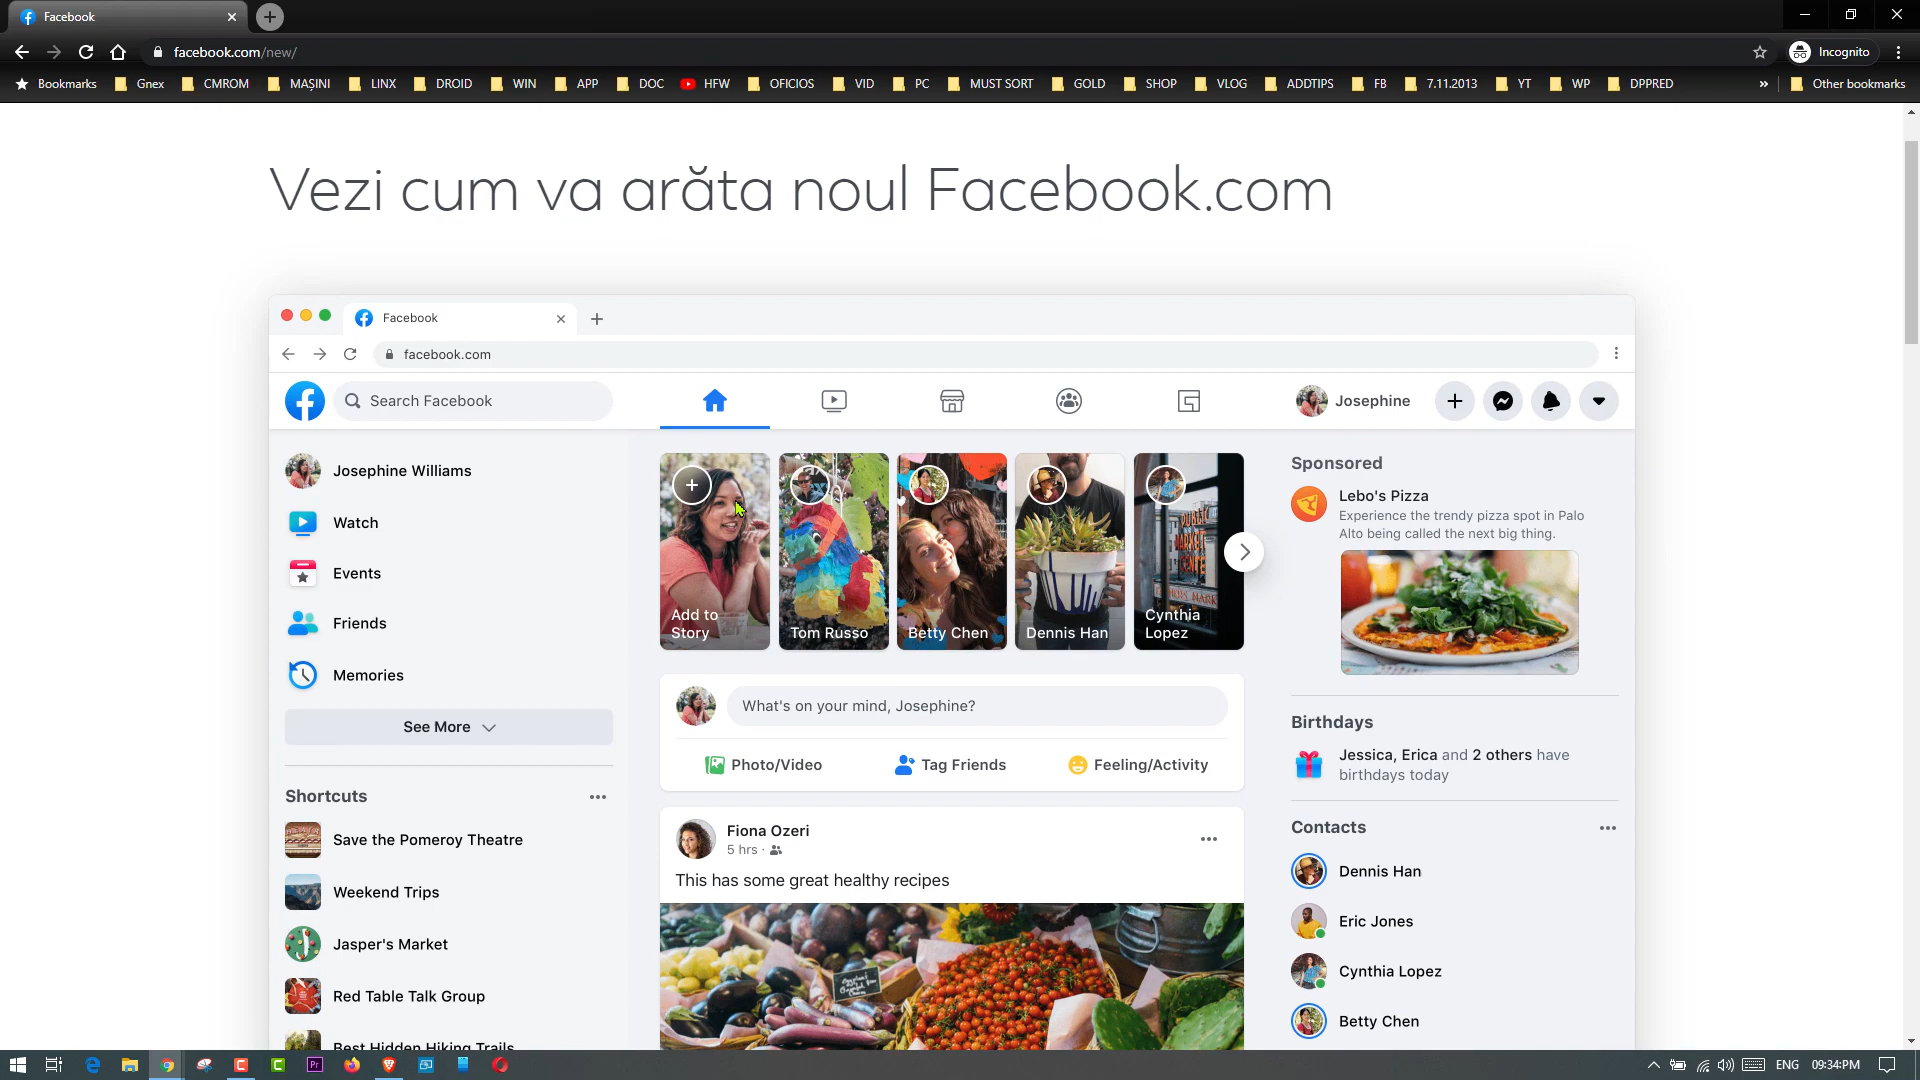 Facebook
facebook.com/new/
Incognito
Bookmarks
Gnex
CMROM
MAȘINI
LINX
DROID
WIN
APP
DOC
HFW
OFICIOS
VID
PC
MUST SORT
GOLD
SHOP
VLOG
ADDTIPS
FB
7.11.2013
YT
WP
DPPRED
»
Other bookmarks
Vezi cum va arăta noul Facebook.com
Facebook
facebook.com
Search Facebook
Josephine
Josephine Williams
Watch
Events
Friends
Memories
See More
Shortcuts
Save the Pomeroy Theatre
Weekend Trips
Jasper's Market
Red Table Talk Group
Best Hidden Hiking Trails
Add to
Story
Tom Russo
Betty Chen
Dennis Han
PUBLIC
MARKET
Cynthia
Lopez
What's on your mind, Josephine?
Photo/Video
Tag Friends
Feeling/Activity
Fiona Ozeri
5 hrs ·
This has some great healthy recipes
Sponsored
Lebo's Pizza
Experience the trendy pizza spot in Palo
Alto being called the next big thing.
Birthdays
Jessica, Erica and 2 others have
birthdays today
Contacts
Dennis Han
Eric Jones
Cynthia Lopez
Betty Chen
Pr
ENG
09:34:PM